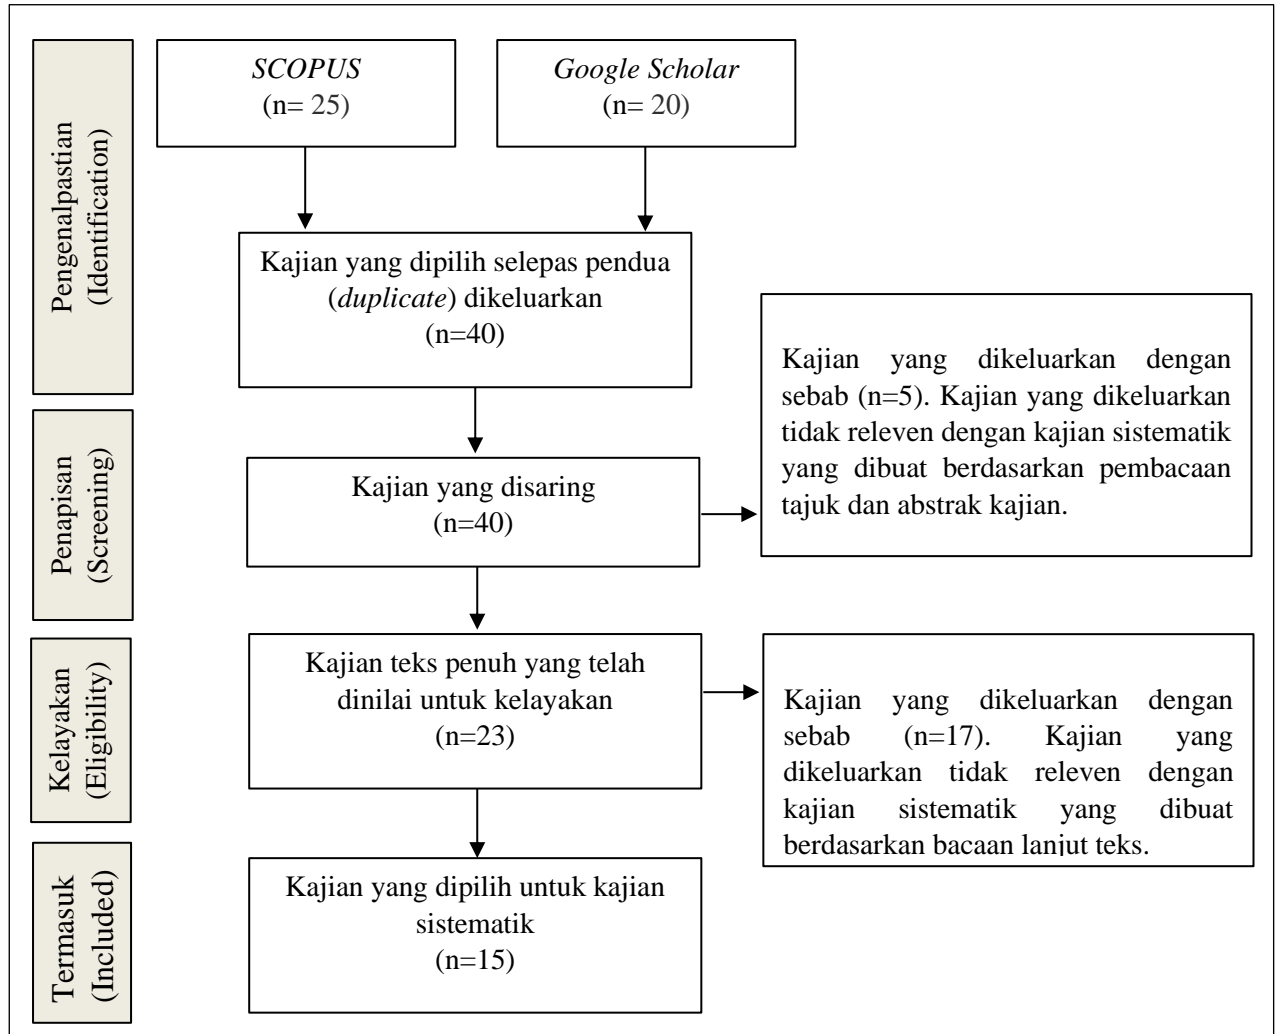 Pengenalpastian
(Identification)
SCOPUS
(n= 25)
Google Scholar
(n= 20)
Kajian yang dipilih selepas pendua
(duplicate) dikeluarkan
(n=40)
Penapisan
(Screening)
Kajian yang disaring
(n=40)
Kajian yang dikeluarkan dengan
sebab (n=5). Kajian yang dikeluarkan
tidak releven dengan kajian sistematik
yang dibuat berdasarkan pembacaan
tajuk dan abstrak kajian.
Kelayakan
(Eligibility)
Kajian teks penuh yang telah
dinilai untuk kelayakan
(n=23)
Kajian yang dikeluarkan dengan
sebab (n=17). Kajian yang
dikeluarkan tidak releven dengan
kajian sistematik yang dibuat
berdasarkan bacaan lanjut teks.
Termasuk
(Included)
Kajian yang dipilih untuk kajian
sistematik
(n=15)